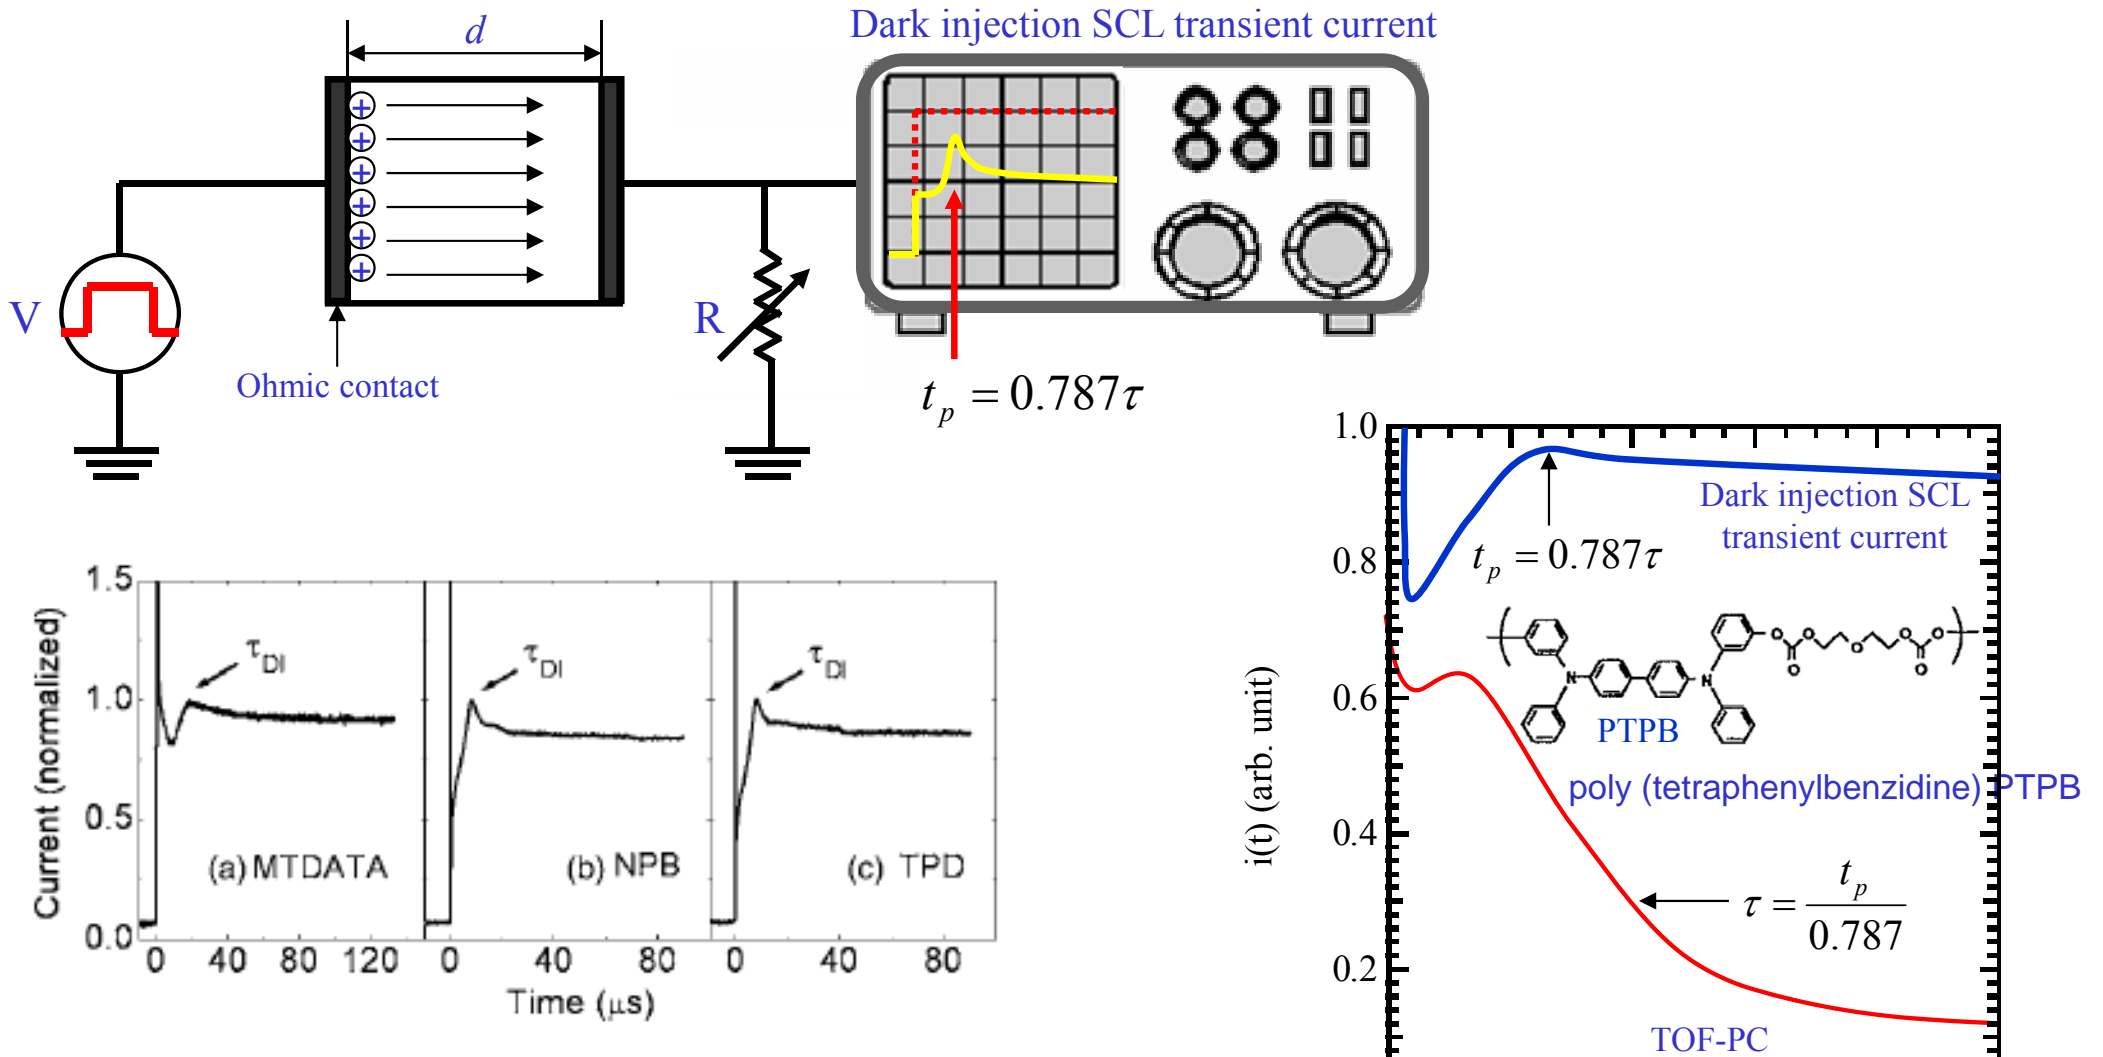 Dark injection SCL transient current
d
+
+
+
+
+
+
V
R
Ohmic contact
t_p = 0.787τ
1.0
0.8
0.6
0.4
0.2
i(t) (arb. unit)
Dark injection SCL
transient current
t_p = 0.787τ
N
N
O
O
O
O
O
O
O
PTPB
poly (tetraphenylbenzidine) PTPB
τ = t_p / 0.787
TOF-PC
1.5
1.0
0.5
0.0
Current (normalized)
τ_DI
τ_DI
τ_DI
(a) MTDATA
(b) NPB
(c) TPD
0 40 80 120
0 40 80
0 40 80
Time (μs)